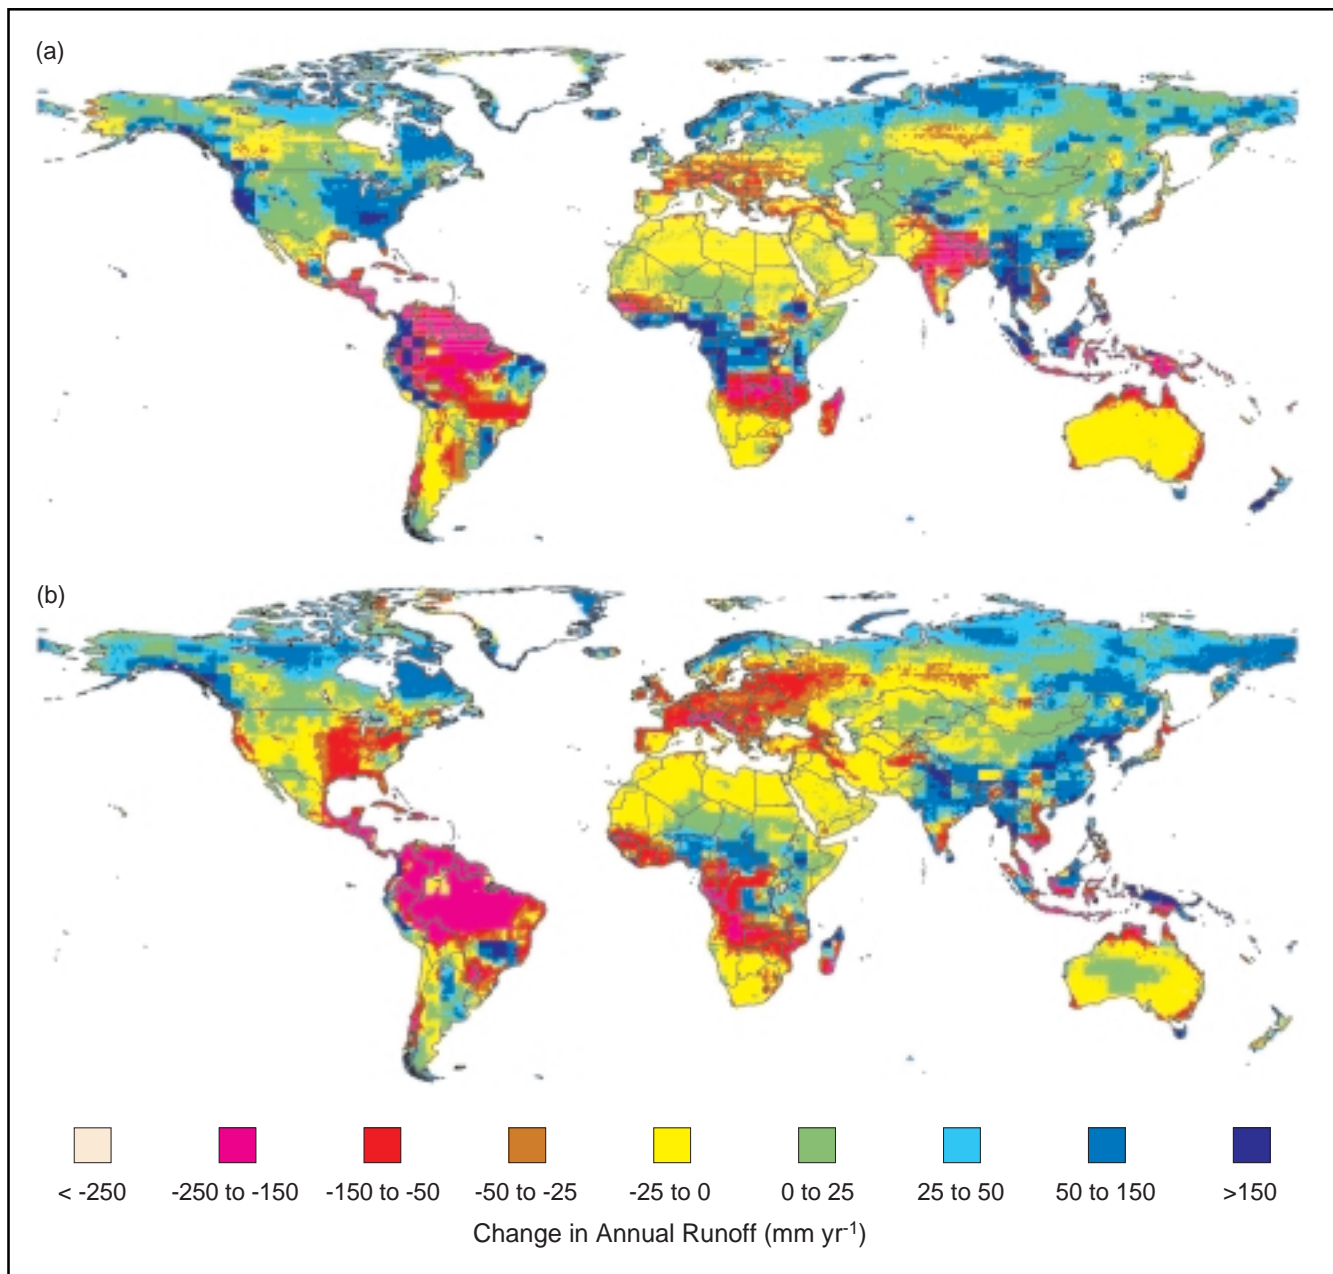 (a)
(b)
< -250 -250 to -150 -150 to -50 -50 to -25 -25 to 0 0 to 25 25 to 50 50 to 150 >150
Change in Annual Runoff (mm yr-1)